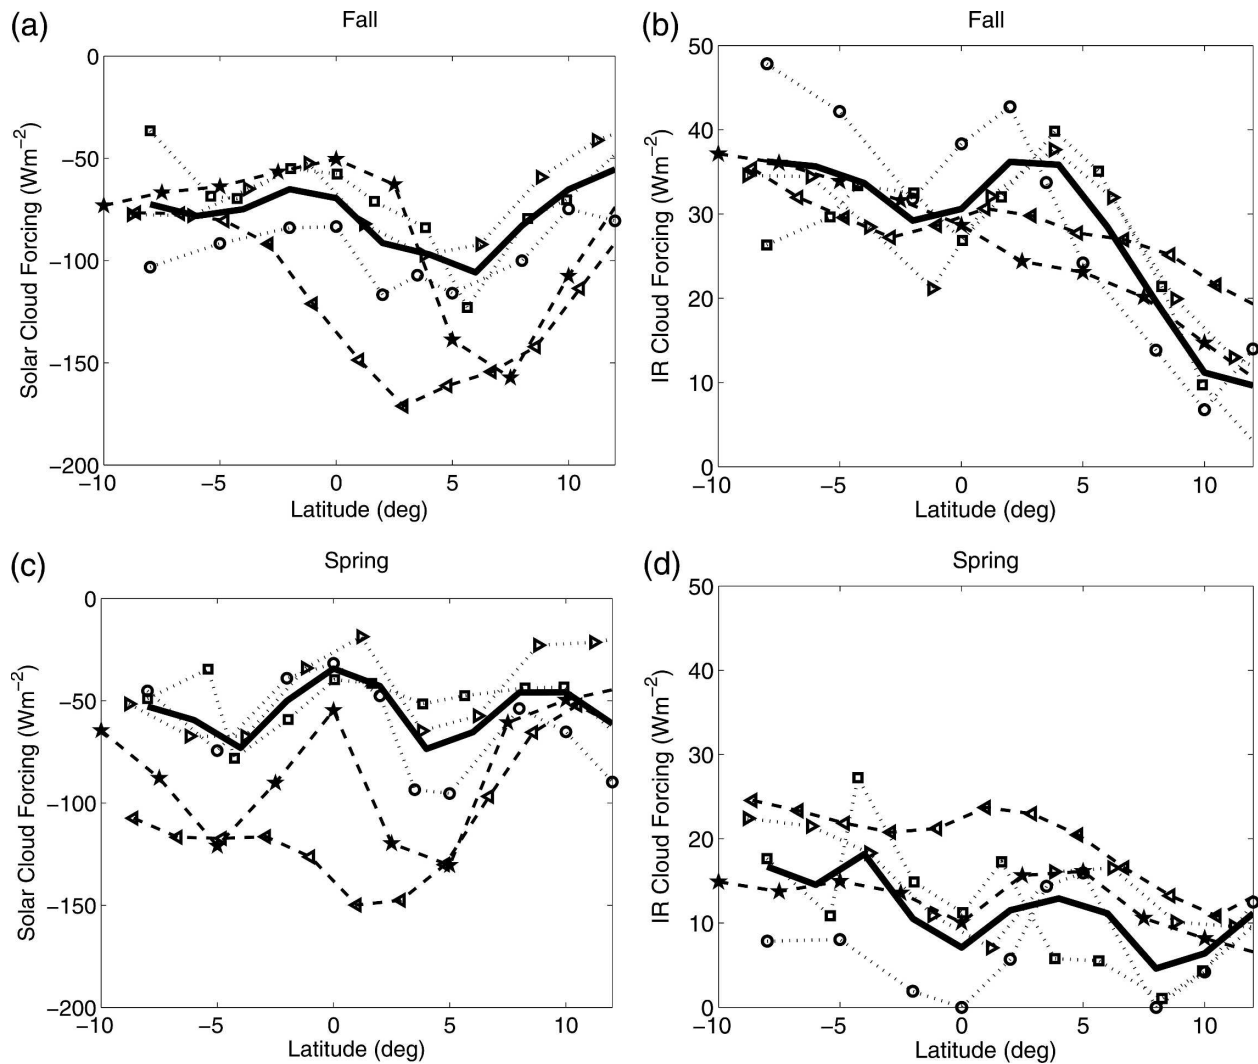 (a)
Fall
0
−50
−100
−150
−200
Solar Cloud Forcing (Wm−2)
−10 −5 0 5 10
Latitude (deg)
(b)
Fall
50
40
30
20
10
0
IR Cloud Forcing (Wm−2)
−10 −5 0 5 10
Latitude (deg)
(c)
Spring
0
−50
−100
−150
−200
Solar Cloud Forcing (Wm−2)
−10 −5 0 5 10
Latitude (deg)
(d)
Spring
50
40
30
20
10
0
IR Cloud Forcing (Wm−2)
−10 −5 0 5 10
Latitude (deg)